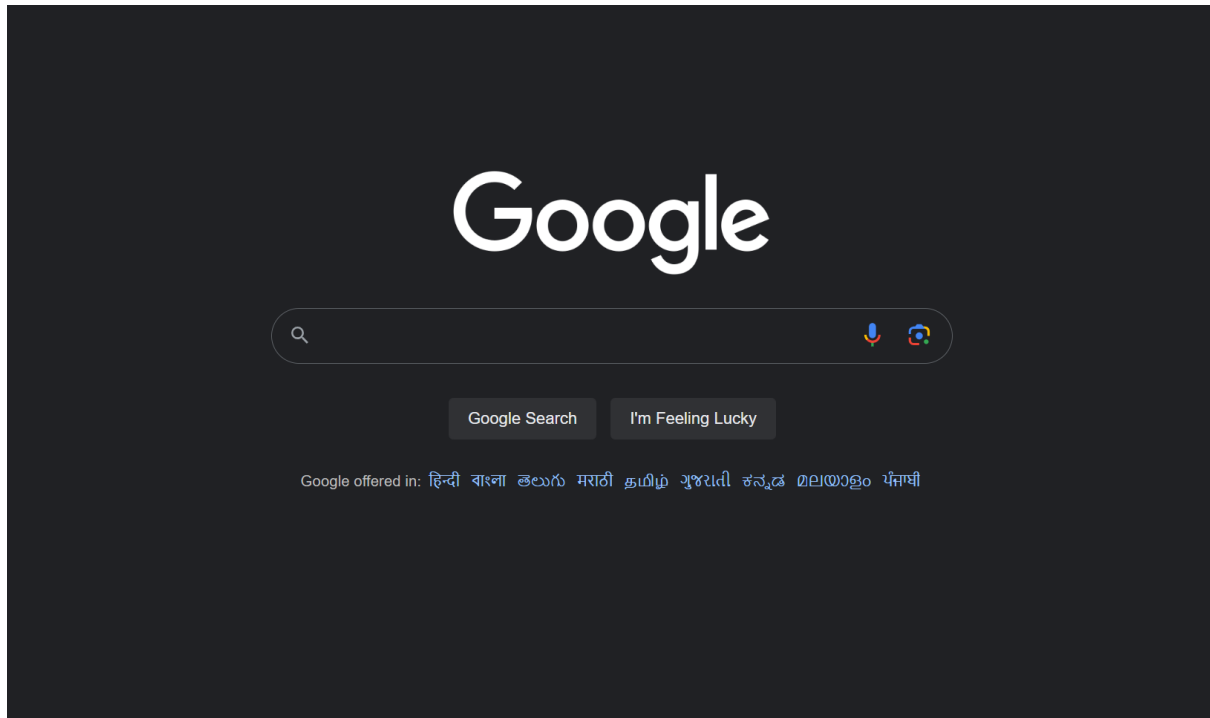 Google
Google Search I'm Feeling Lucky
Google offered in: हिन्दी বাংলা తెలుగు मराठी தமிழ் ગુજરાતી ಕನ್ನಡ മലയാളം ਪੰਜਾਬੀ